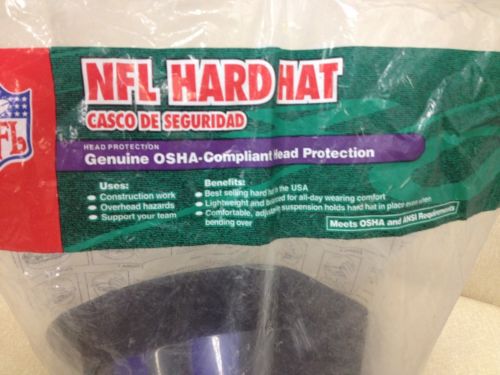 NFL HARD HAT
CASCO DE SEGURIDAD
NFL
HEAD PROTECTION
Genuine OSHA-Compliant Head Protection
Uses:
• Construction work
• Overhead hazards
• Support your team
Benefits:
• Best selling hard hat in the USA
• Lightweight and balanced for all-day wearing comfort
• Comfortable, adjustable suspension holds hard hat in place even when
bending over
Meets OSHA and ANSI Requirements